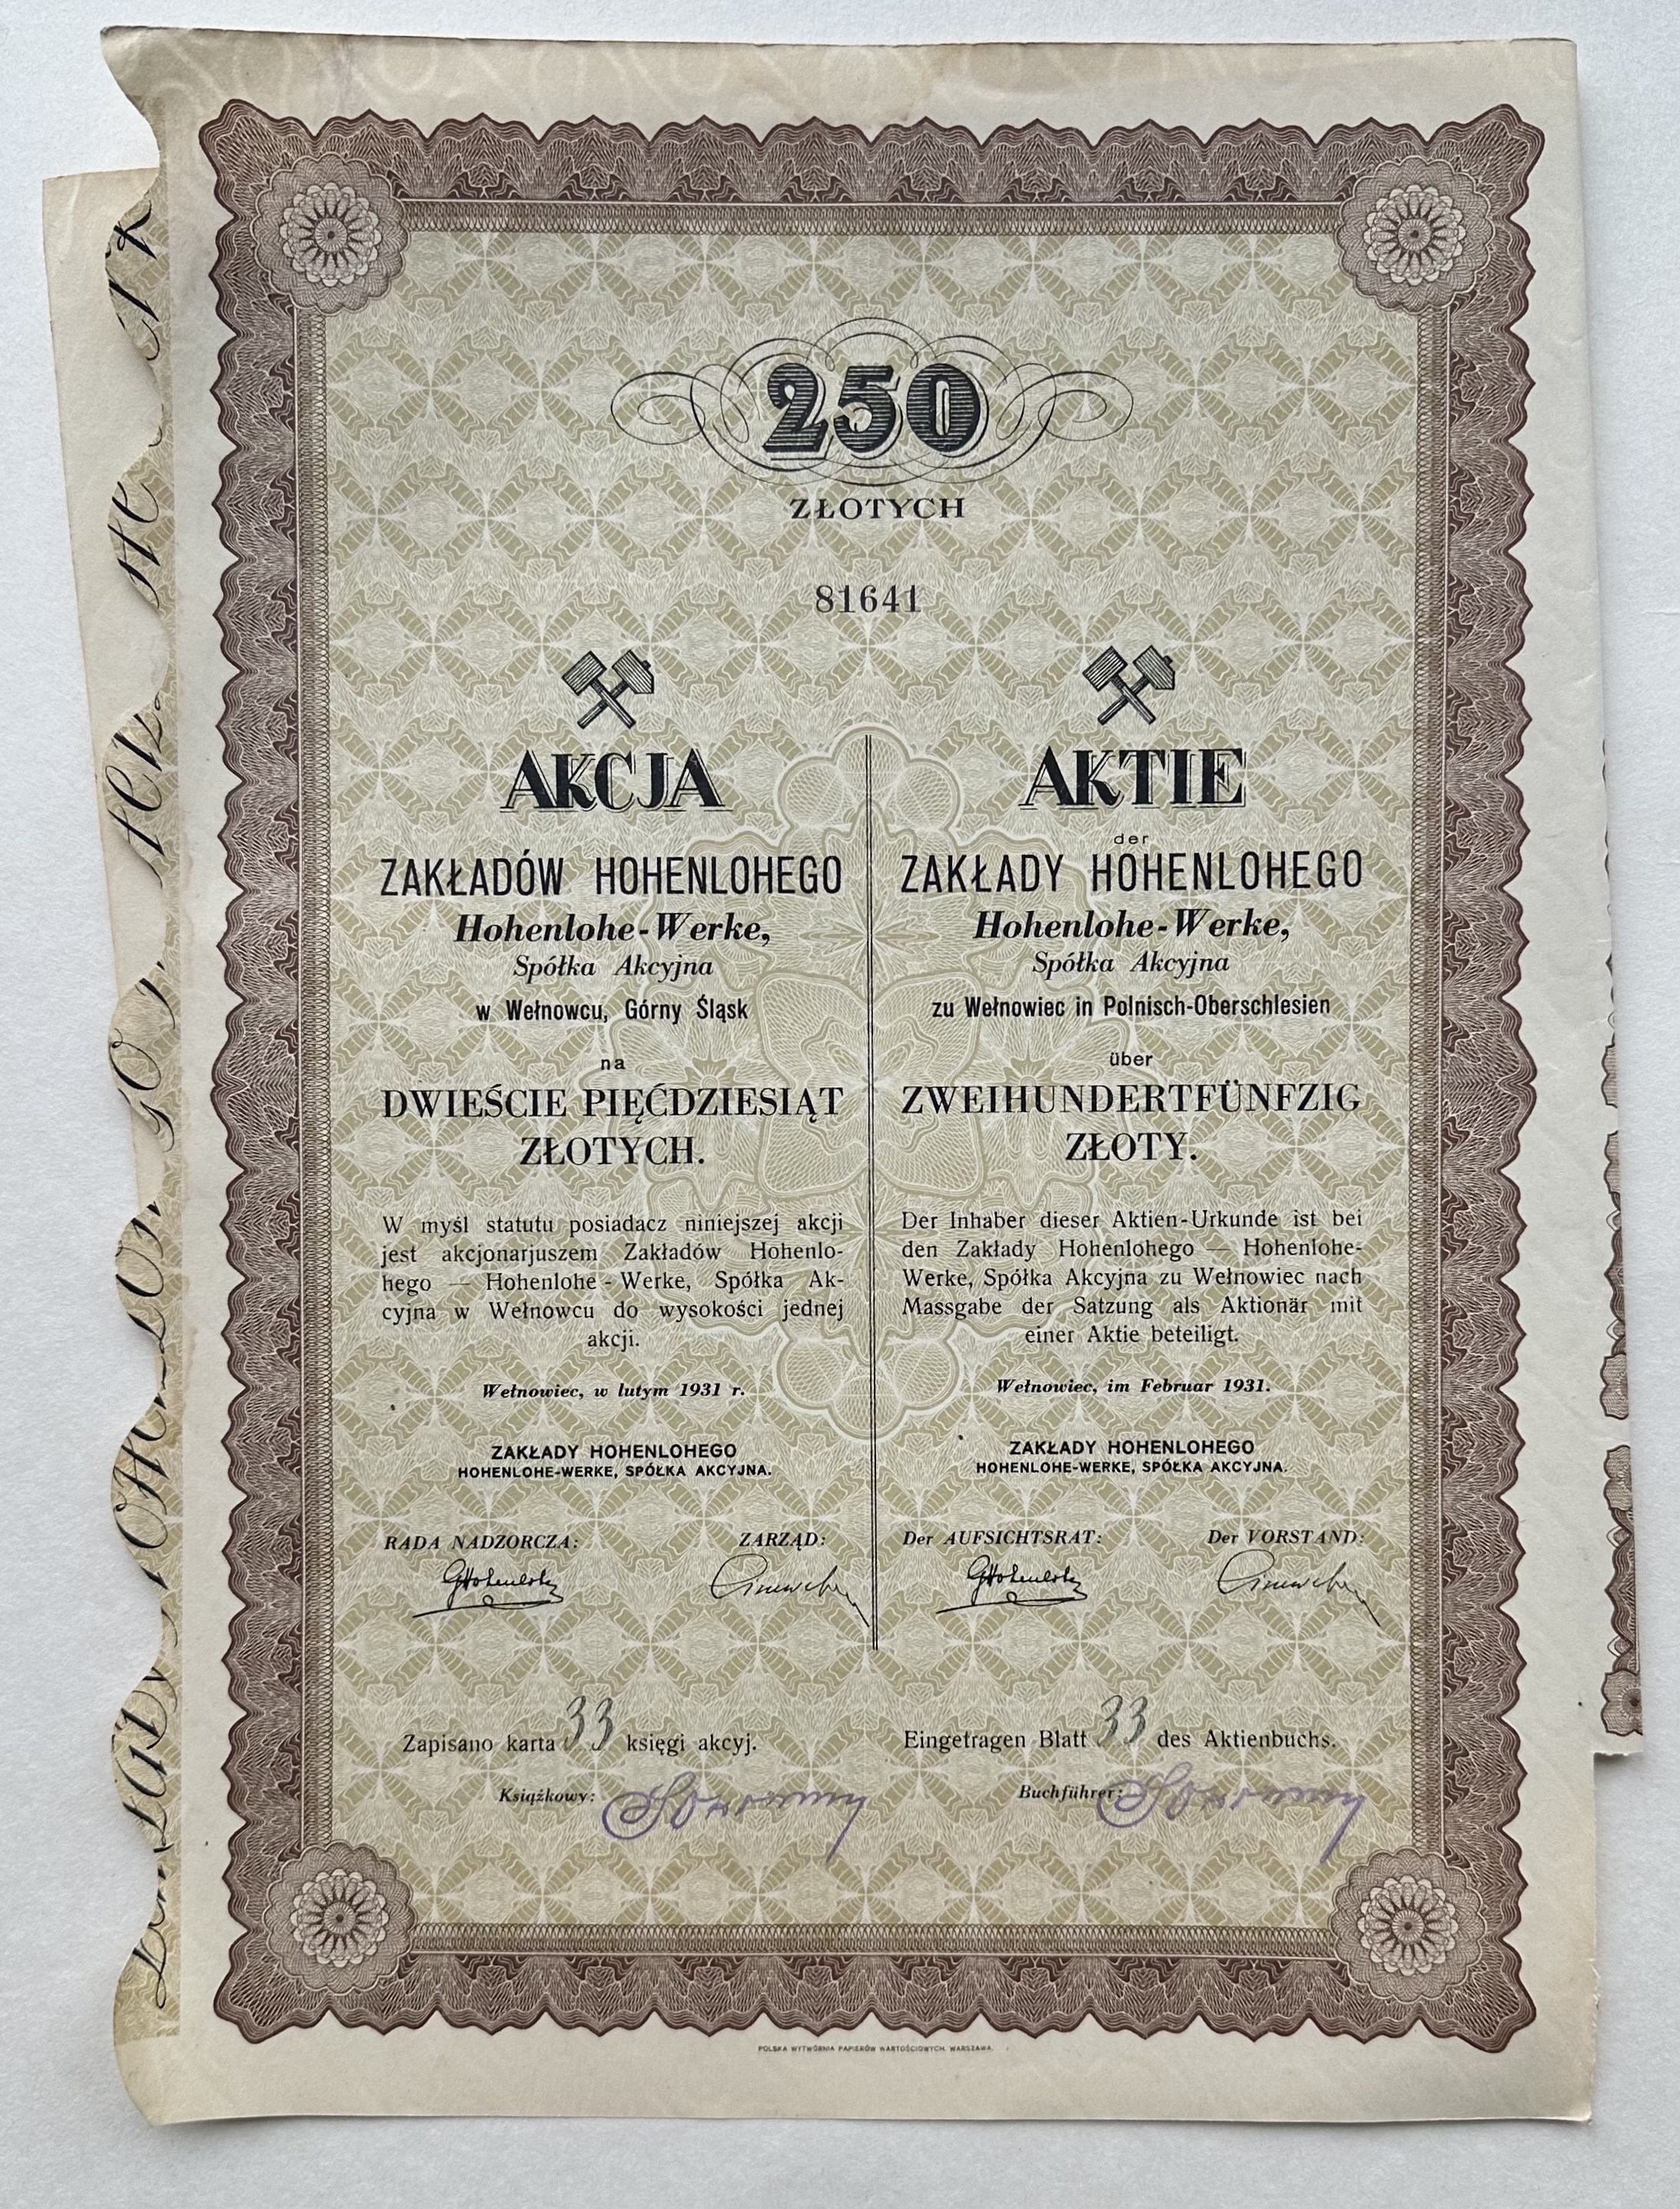 250
ZŁOTYCH
81641
AKCJA
ZAKŁADÓW HOHENLOHEGO
Hohenlohe-Werke,
Spółka Akcyjna
w Wełnowcu, Górny Śląsk
na
DWIEŚCIE PIĘĆDZIESIĄT
ZŁOTYCH.
W myśl statutu posiadacz niniejszej akcji
jest akcjonarjuszem Zakładów Hohenlo-
hego — Hohenlohe - Werke, Spółka Ak-
cyjna w Wełnowcu do wysokości jednej
akcji.
Wełnowiec, w lutym 1931 r.
ZAKŁADY HOHENLOHEGO
HOHENLOHE-WERKE, SPÓŁKA AKCYJNA.
RADA NADZORCZA: ZARZĄD:
GHohenlohe
Zapisano karta 33 księgi akcyj.
Książkowy:
AKTIE
der
ZAKŁADY HOHENLOHEGO
Hohenlohe-Werke,
Spółka Akcyjna
zu Wełnowiec in Polnisch-Oberschlesien
über
ZWEIHUNDERTFÜNFZIG
ZŁOTY.
Der Inhaber dieser Aktien-Urkunde ist bei
den Zakłady Hohenlohego — Hohenlohe-
Werke, Spółka Akcyjna zu Wełnowiec nach
Massgabe der Satzung als Aktionär mit
einer Aktie beteiligt.
Wełnowiec, im Februar 1931.
ZAKŁADY HOHENLOHEGO
HOHENLOHE-WERKE, SPÓŁKA AKCYJNA.
Der AUFSICHTSRAT: Der VORSTAND:
GHohenlohe
Eingetragen Blatt 33 des Aktienbuchs.
Buchführer:
POLSKA WYTWÓRNIA PAPIERÓW WARTOŚCIOWYCH. WARSZAWA.